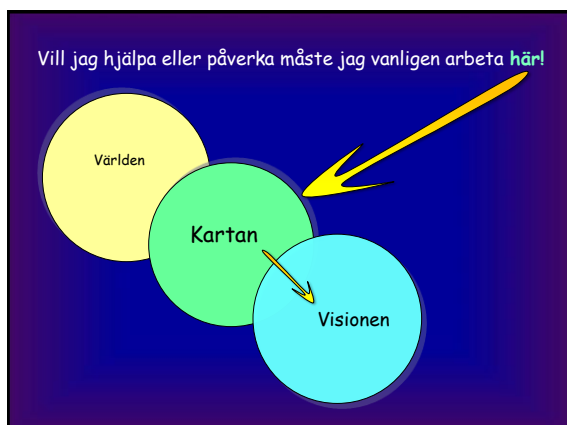 Vill jag hjälpa eller påverka måste jag vanligen arbeta här!
Världen
Kartan
Visionen